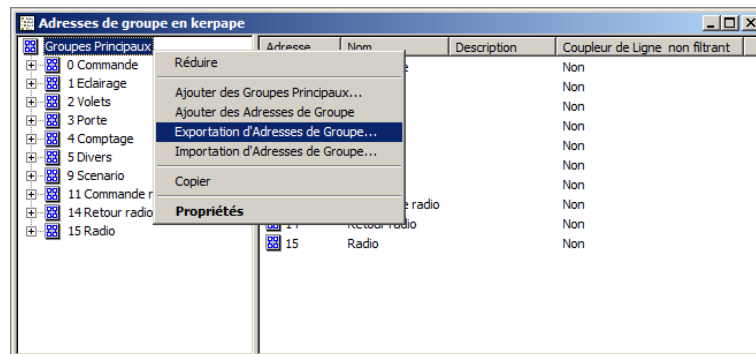 Adresses de groupe en kerpape
Groupes Principaux
0 Commande
1 Eclairage
2 Volets
3 Porte
4 Comptage
5 Divers
9 Scenario
11 Commande r
14 Retour radio
15 Radio
Réduire
Ajouter des Groupes Principaux...
Ajouter des Adresses de Groupe
Exportation d'Adresses de Groupe...
Importation d'Adresses de Groupe...
Copier
Propriétés
Adresse Nom Description Coupleur de Ligne non filtrant
Non
Non
Non
Non
Non
Non
Non
radio Non
14 Retour radio Non
15 Radio Non